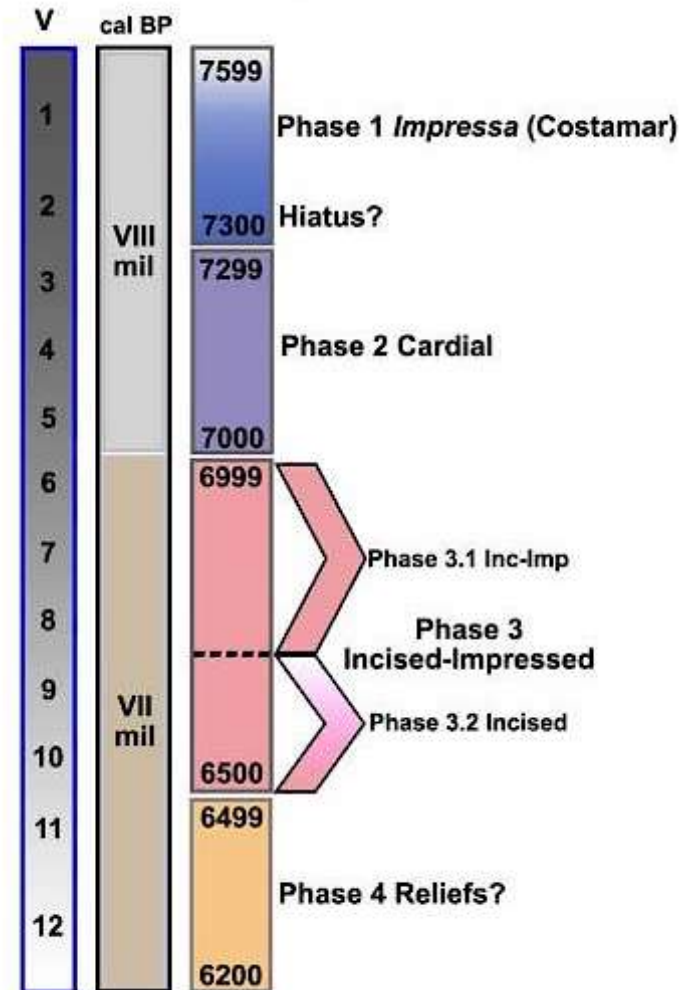 V
cal BP
1
2
3
4
5
6
7
8
9
10
11
12
VIII
mil
VII
mil
7599
7300
7299
7000
6999
6500
6499
6200
Phase 1 Impressa (Costamar)
Hiatus?
Phase 2 Cardial
Phase 3.1 Inc-Imp
Phase 3
Incised-Impressed
Phase 3.2 Incised
Phase 4 Reliefs?